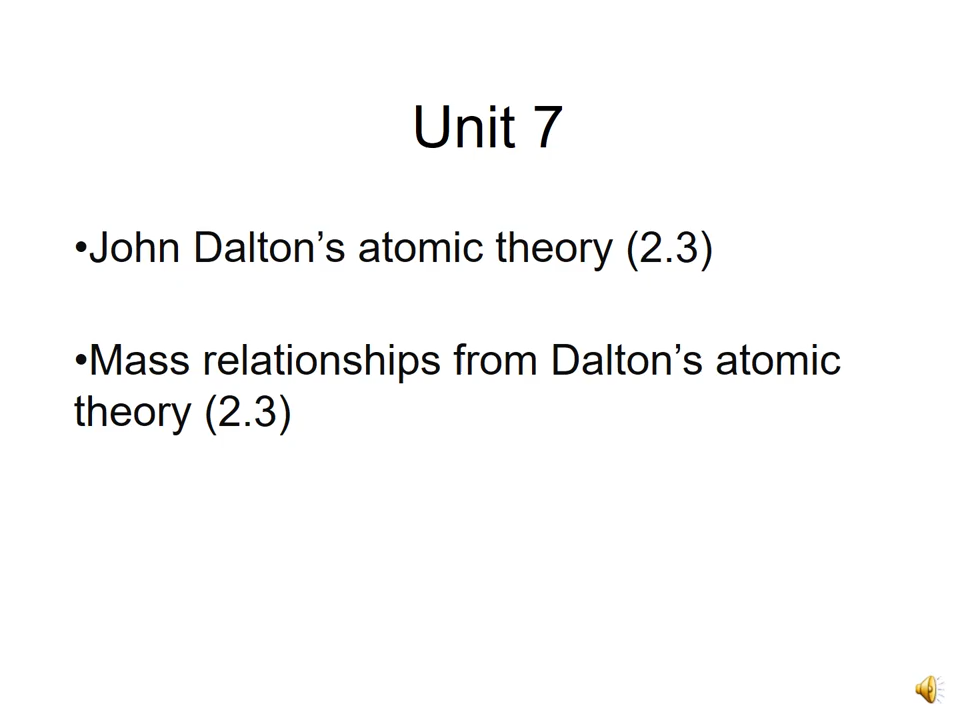 Unit 7
•John Dalton’s atomic theory (2.3)
•Mass relationships from Dalton’s atomic
theory (2.3)